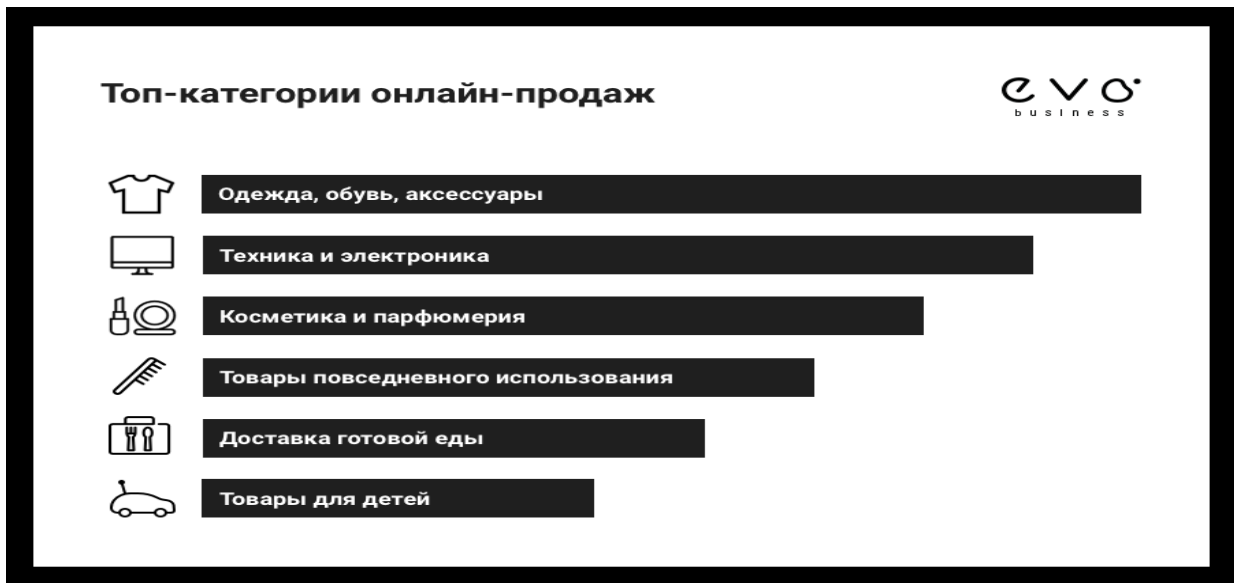 Топ-категории онлайн-продаж
evo
business
Одежда, обувь, аксессуары
Техника и электроника
Косметика и парфюмерия
Товары повседневного использования
Доставка готовой еды
Товары для детей